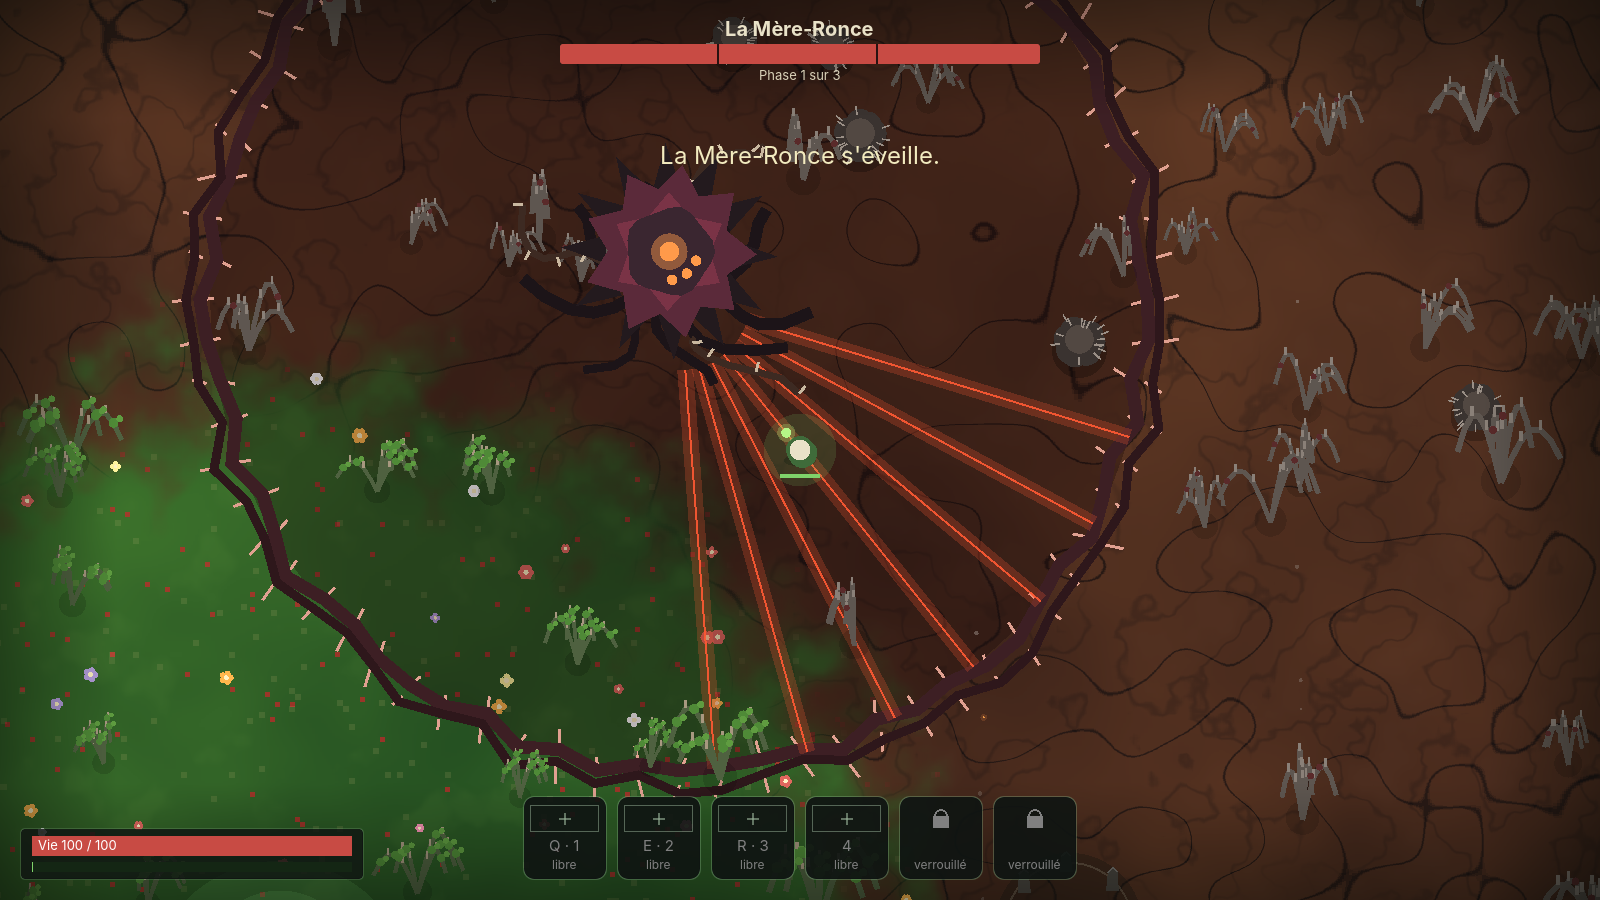 La Mère-Ronce
Phase 1 sur 3
La Mère-Ronce s'éveille.
Vie 100 / 100
Q · 1
libre
E · 2
libre
R · 3
libre
4
libre
verrouillé
verrouillé